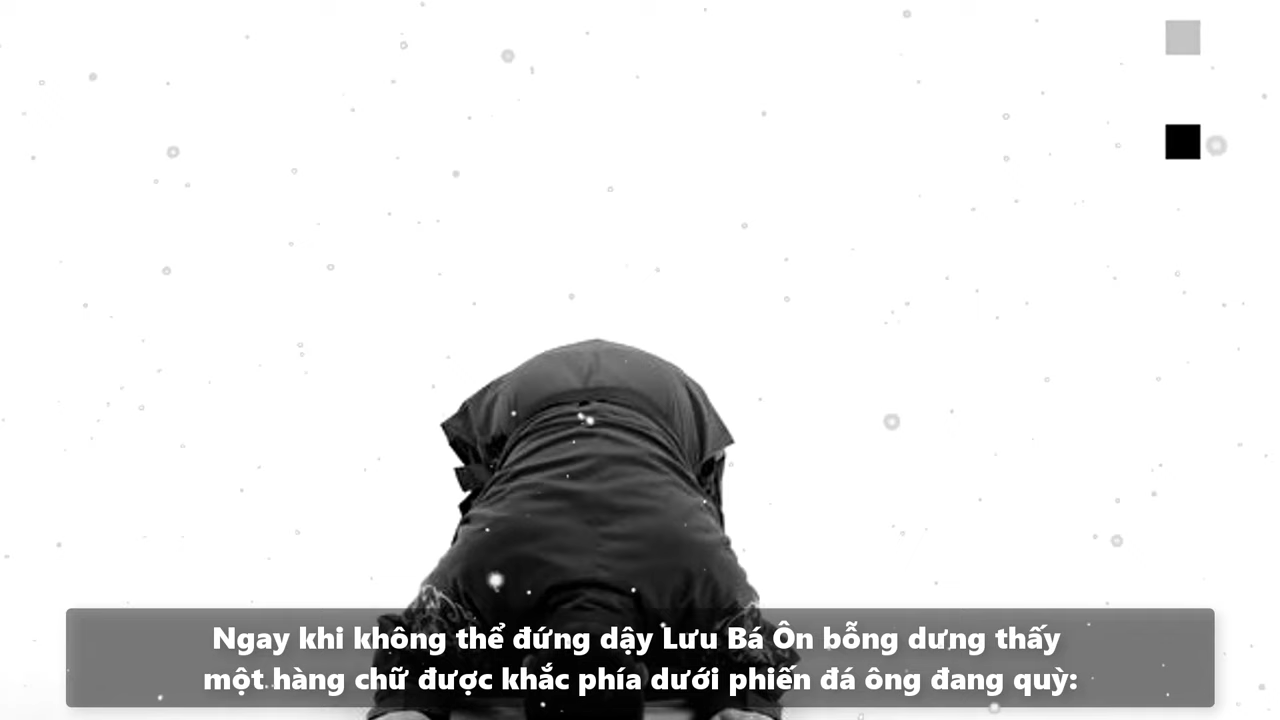 Ngay khi không thể đứng dậy Lưu Bá Ôn bỗng dưng thấy
một hàng chữ được khắc phía dưới phiến đá ông đang quỳ: